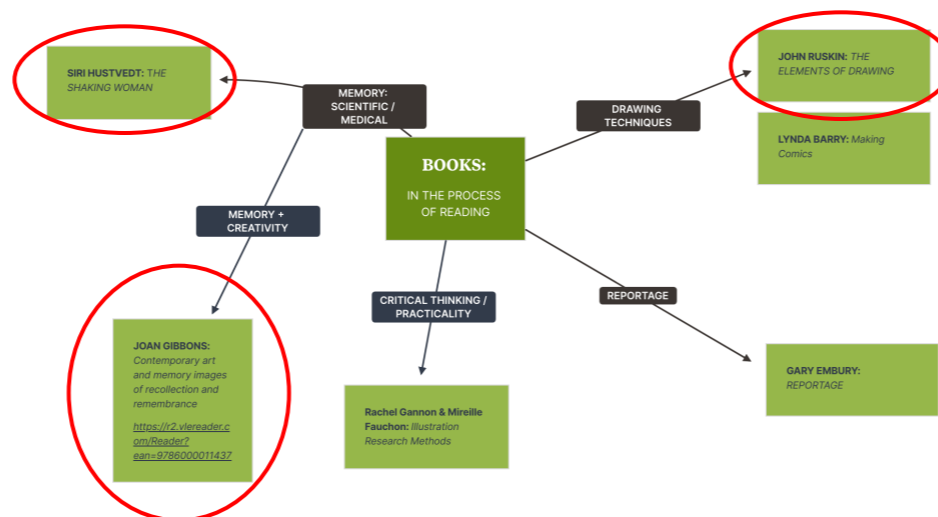 SIRI HUSTVEDT: THE
SHAKING WOMAN
MEMORY:
SCIENTIFIC /
MEDICAL
DRAWING
TECHNIQUES
JOHN RUSKIN: THE
ELEMENTS OF DRAWING
LYNDA BARRY: Making
Comics
BOOKS:
IN THE PROCESS
OF READING
MEMORY +
CREATIVITY
CRITICAL THINKING /
PRACTICALITY
REPORTAGE
JOAN GIBBONS:
Contemporary art
and memory images
of recollection and
remembrance
https://r2.vlereader.c
om/Reader?
ean=9786000011437
Rachel Gannon & Mireille
Fauchon: Illustration
Research Methods
GARY EMBURY:
REPORTAGE